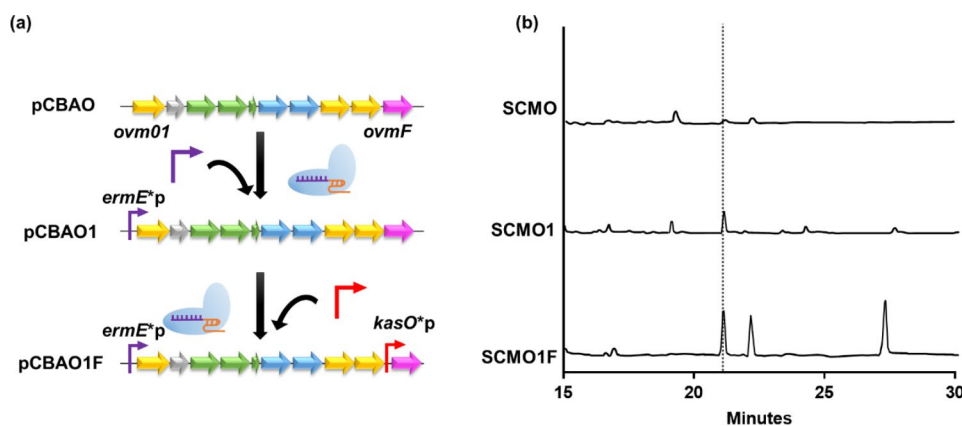 (a)
pCBAO
ovm01
ovmF
ermE*p
pCBAO1
ermE*p
kasO*p
pCBAO1F
(b)
SCMO
SCMO1
SCMO1F
15
20
25
30
Minutes